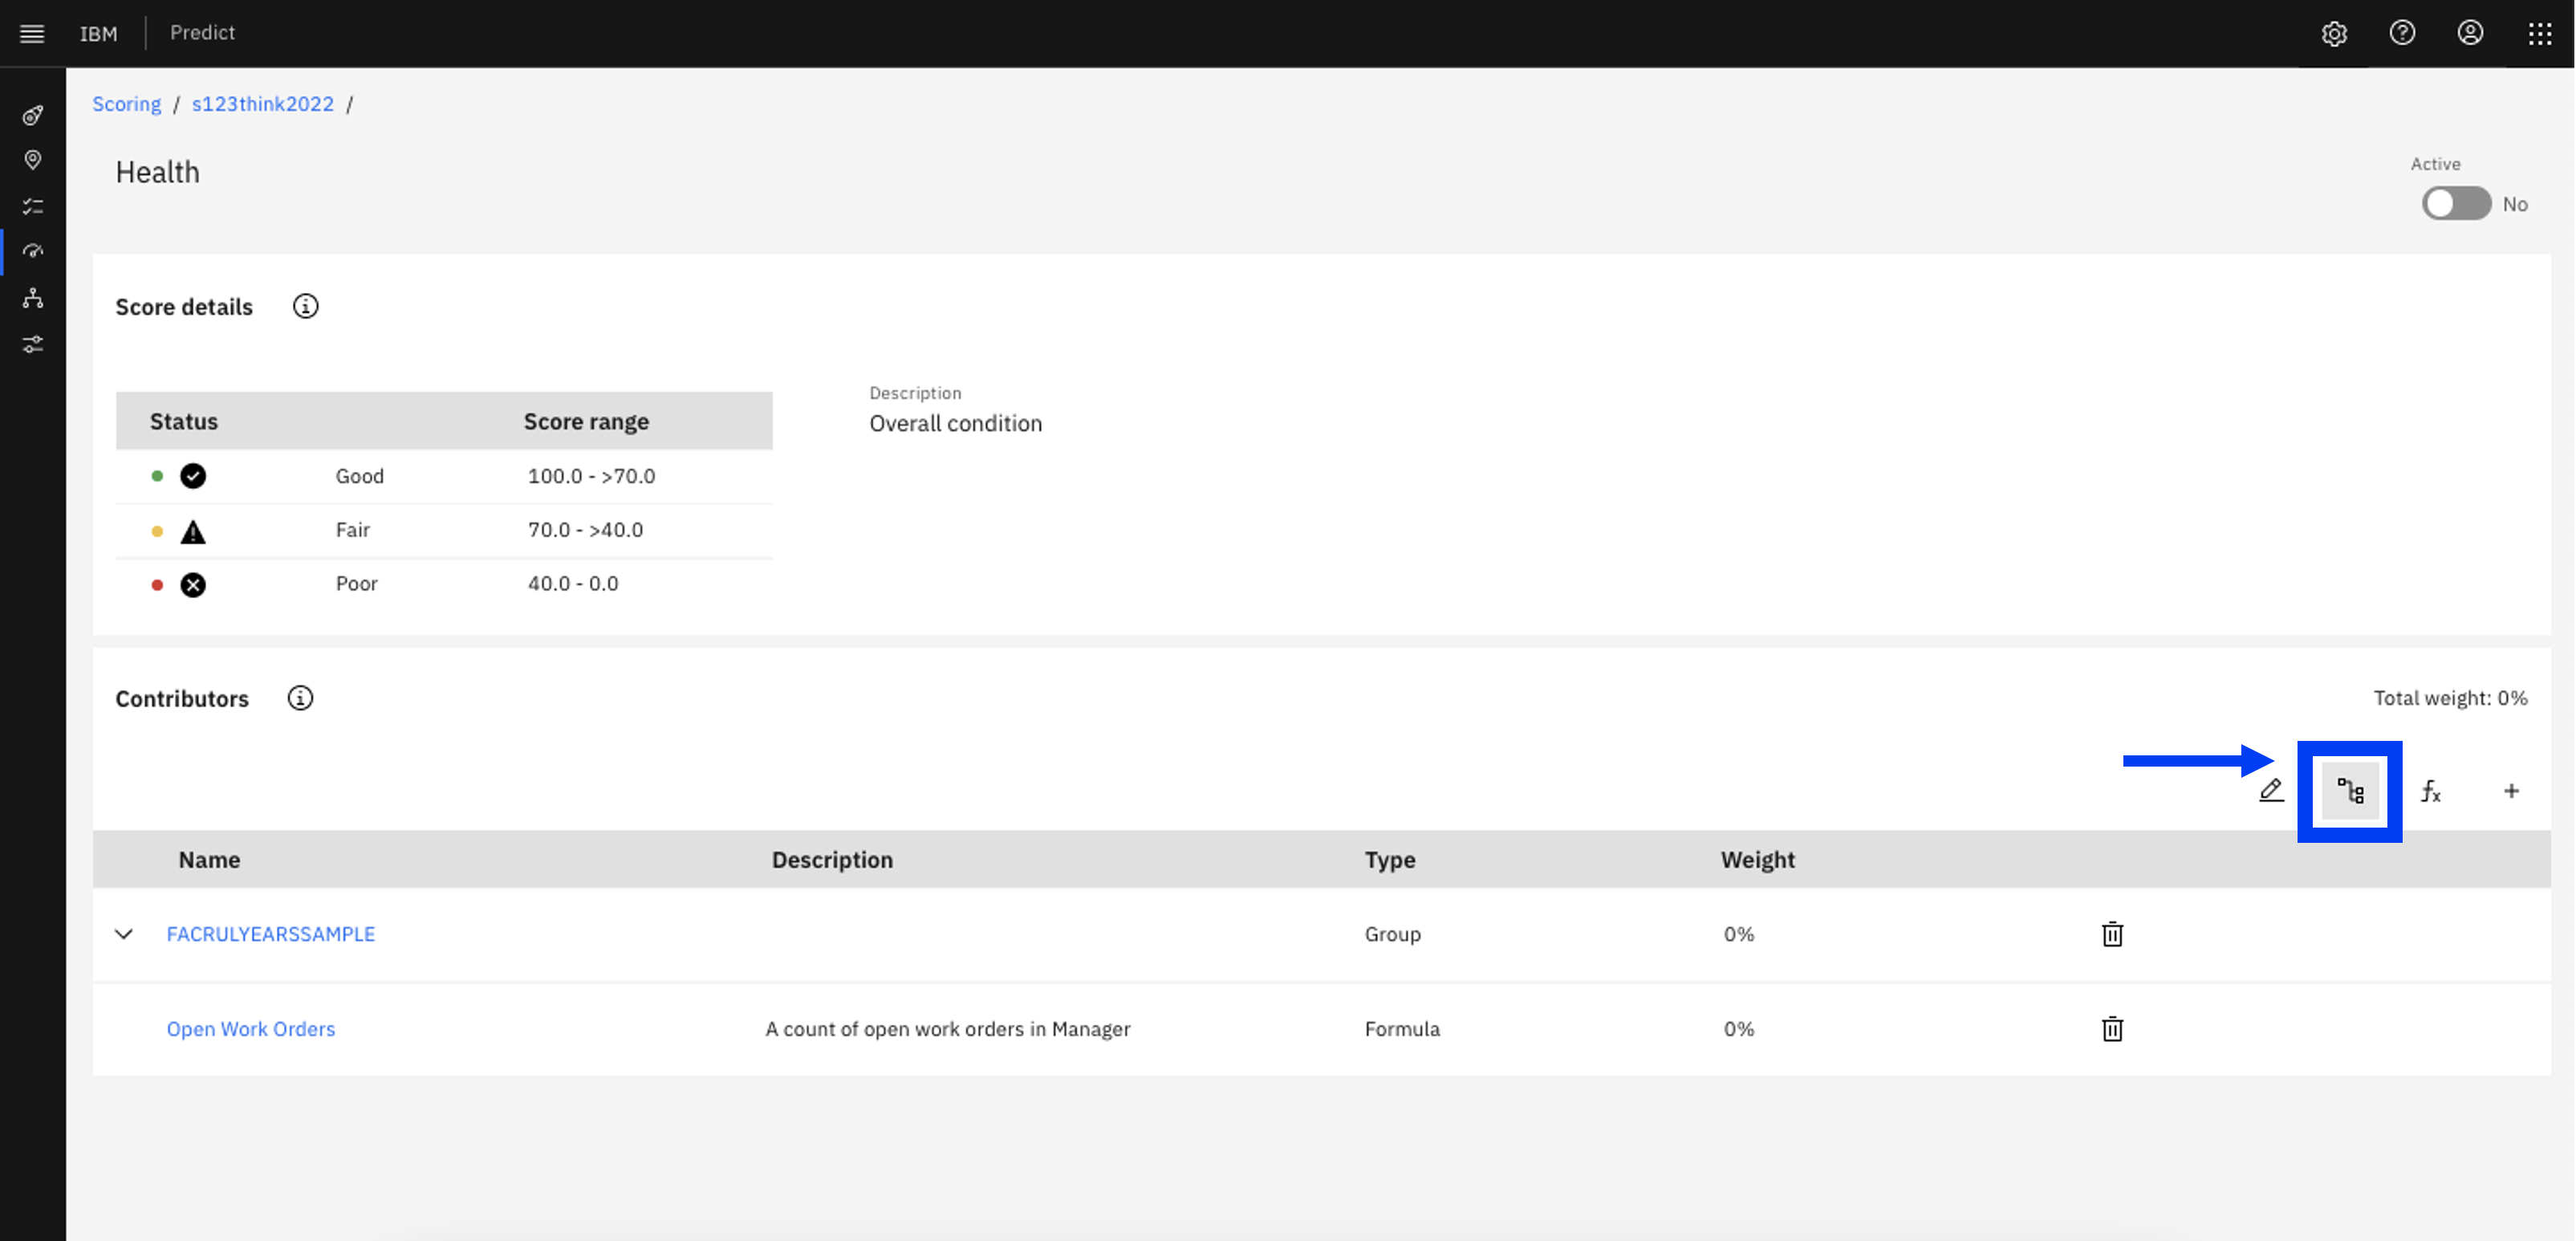 IBM Predict
Scoring / s123think2022 /
Health
Active
No
Score details
Description
Overall condition
Status Score range
Good 100.0 - >70.0
Fair 70.0 - >40.0
Poor 40.0 - 0.0
Contributors
Total weight: 0%
fx +
Name Description Type Weight
FACRULYEARSSAMPLE Group 0%
Open Work Orders A count of open work orders in Manager Formula 0%